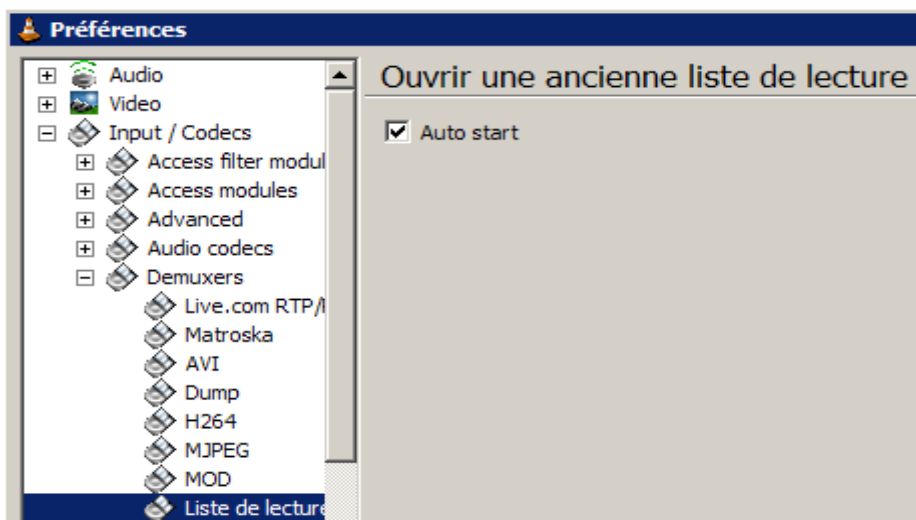 Préférences
Audio
Video
Input / Codecs
Access filter modul
Access modules
Advanced
Audio codecs
Demuxers
Live.com RTP/
Matroska
AVI
Dump
H264
MJPEG
MOD
Liste de lecture
Ouvrir une ancienne liste de lecture
Auto start